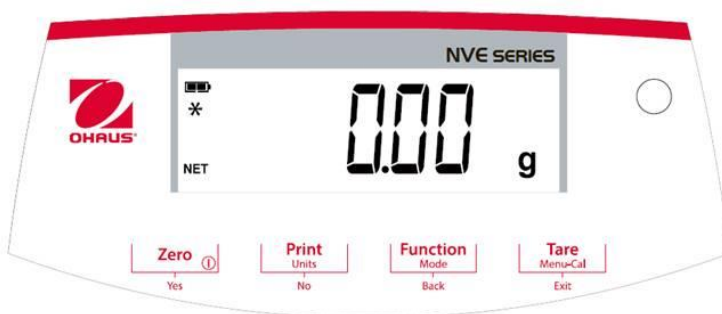 NVE SERIES
OHAUS®
*
NET
0.00 g
Zero Print Function Tare
Units Mode Menu-Cal
Yes No Back Exit